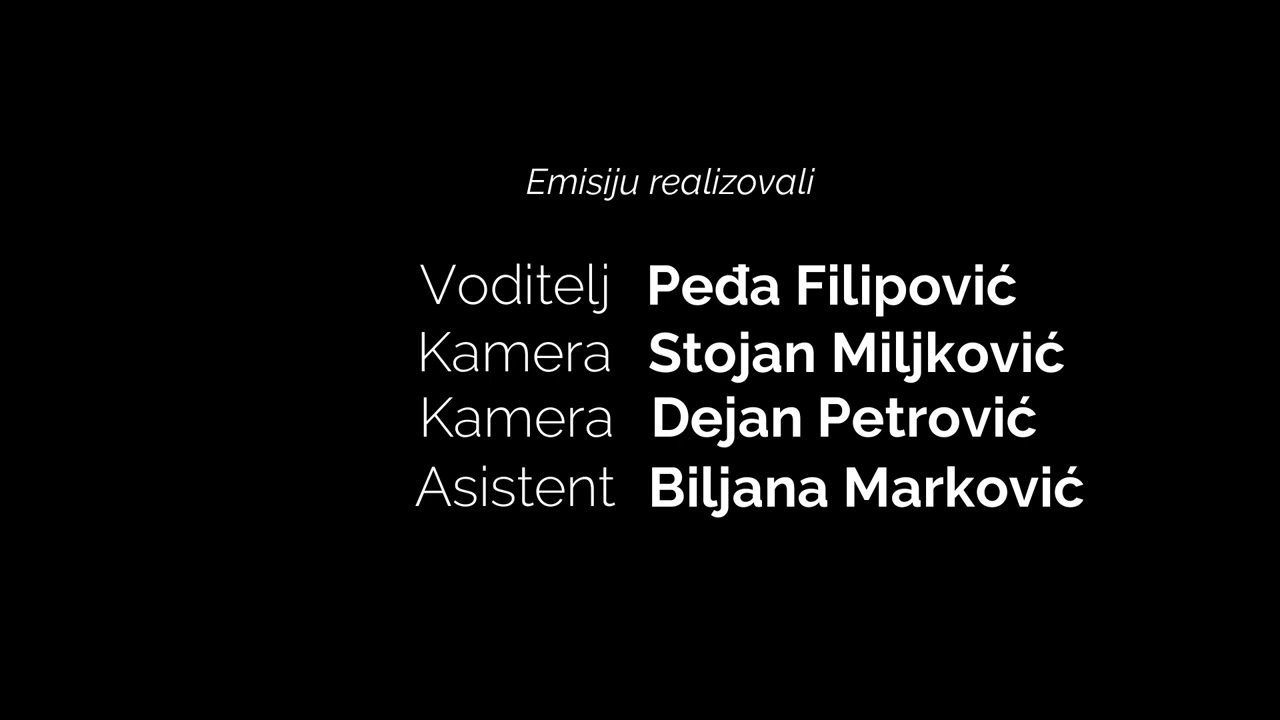 Emisiju realizovali
Voditelj Peđa Filipović
Kamera Stojan Miljković
Kamera Dejan Petrović
Asistent Biljana Marković